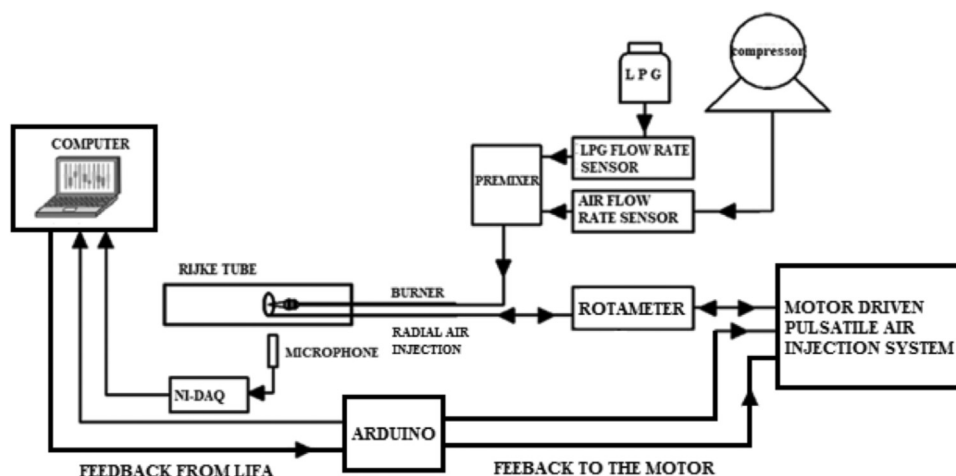 compressor
L P G
COMPUTER
LPG FLOW RATE
SENSOR
PREMIXER
AIR FLOW
RATE SENSOR
RIJKE TUBE
BURNER
RADIAL AIR
INJECTION
ROTAMETER
MOTOR DRIVEN
PULSATILE AIR
INJECTION SYSTEM
MICROPHONE
NI-DAQ
ARDUINO
FEEDBACK FROM LIFA
FEEBACK TO THE MOTOR